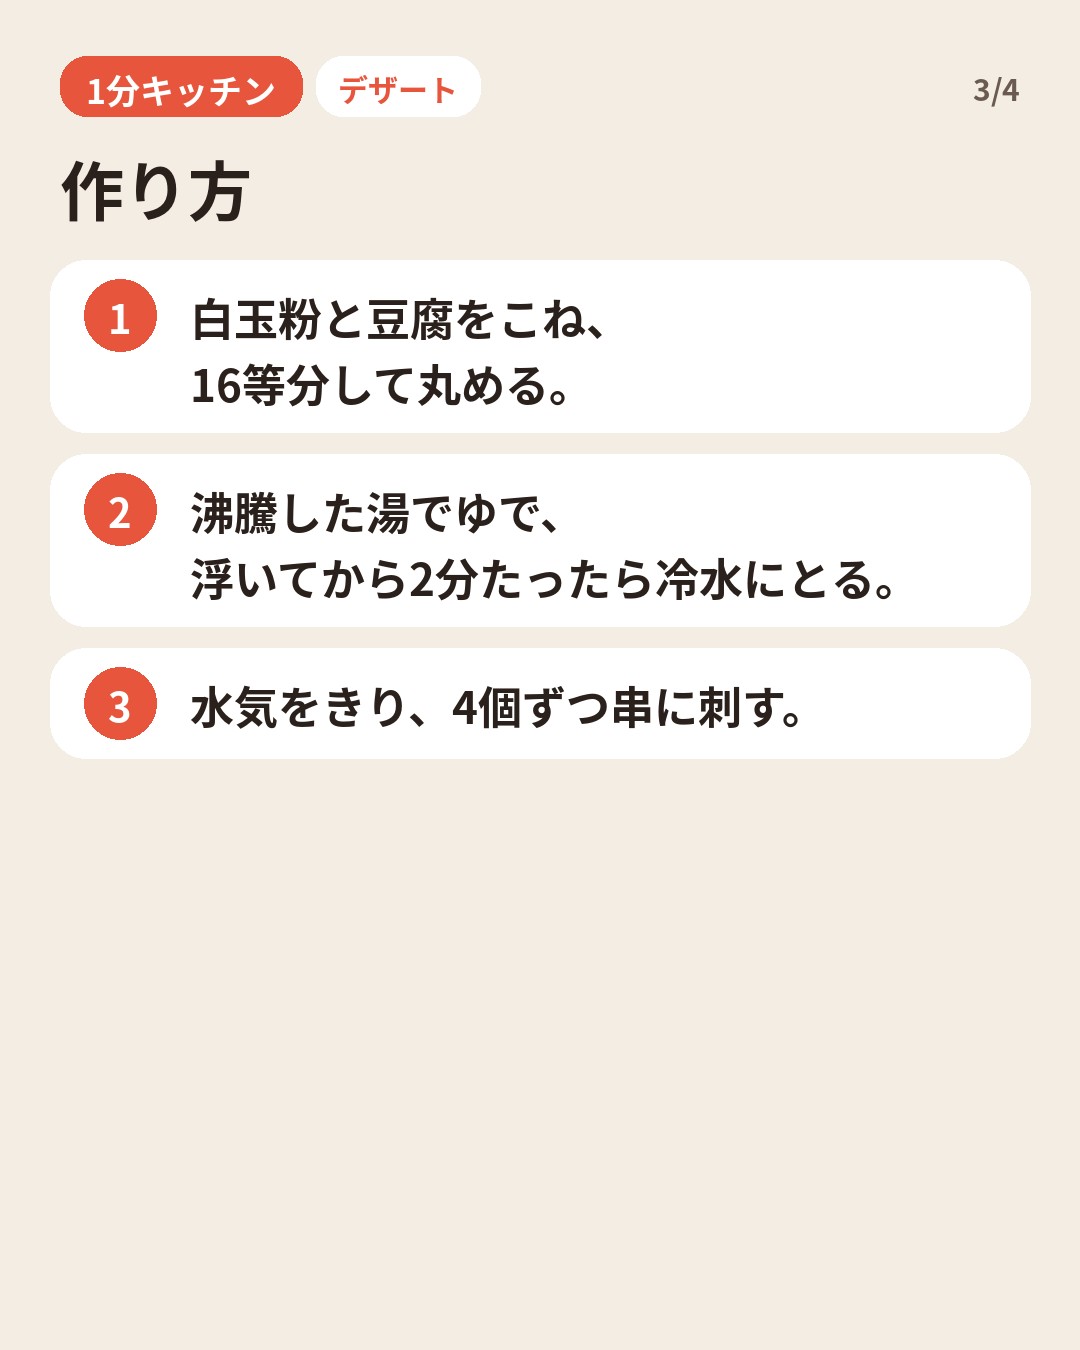 1分キッチン デザート 3/4
作り方
1 白玉粉と豆腐をこね、
16等分して丸める。
2 沸騰した湯でゆで、
浮いてから2分たったら冷水にとる。
3 水気をきり、4個ずつ串に刺す。